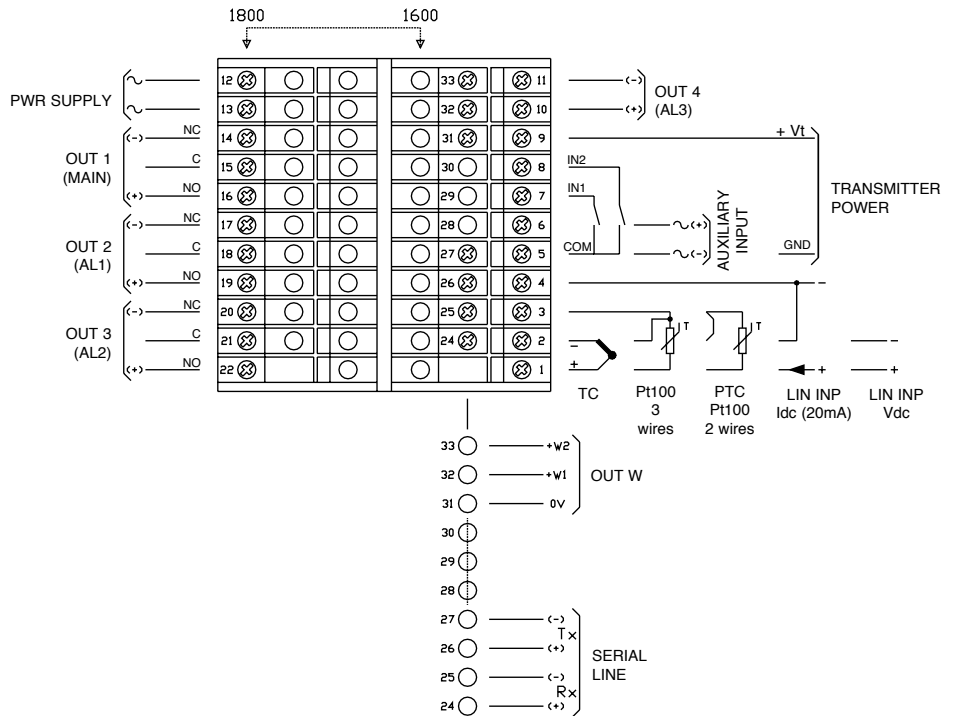 1800 1600
12 33 11
13 32 10
14 31 9
15 30 8
16 29 7
17 28 6
18 27 5
19 26 4
20 25 3
21 24 2
22 1
PWR SUPPLY
(-) NC
OUT 1
(MAIN)
C
(+) NO
(-) NC
OUT 2
(AL1)
C
(+) NO
(-) NC
OUT 3
(AL2)
C
(+) NO
(-)
OUT 4
(AL3)
(+)
+ Vt
IN2
IN1
COM
(+)
(-)
AUXILIARY
INPUT
GND
TRANSMITTER
POWER
−
T T
− −
+ + +
TC
Pt100
3
wires
PTC
Pt100
2 wires
LIN INP
Idc (20mA)
LIN INP
Vdc
33 +W2
32 +W1
31 0V
OUT W
30
29
28
27 (-)
Tx
26 (+)
25 (-)
Rx
24 (+)
SERIAL
LINE